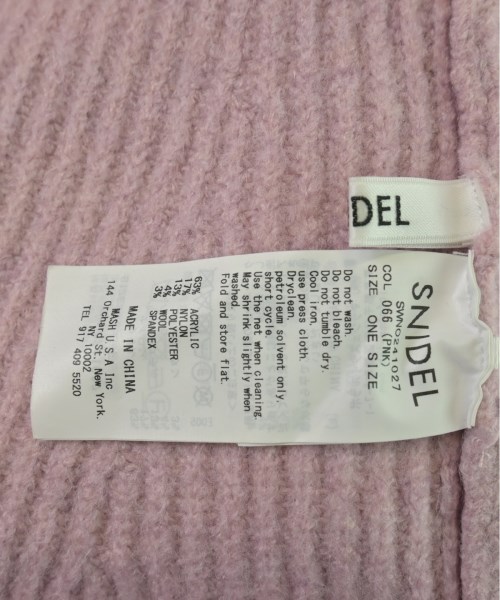 DEL
SNIDEL
SWNO241027
COL 066 (PNK)
SIZE ONE SIZE
Do not wash.
Do not bleach.
Do not tumble dry.
Cool iron.
use press cloth.
Dryclean.
petroleum solvent only.
short cycle.
Use the net when cleaning.
May shrink slightly when
washed.
Fold and store flat.
63% ACRYLIC
17% NYLON
13% POLYESTER
4% WOOL
3% SPANDEX
MADE IN CHINA
MASH U S A Inc
144 Orchard St. New York.
NY 10002
TEL 917 409 5520